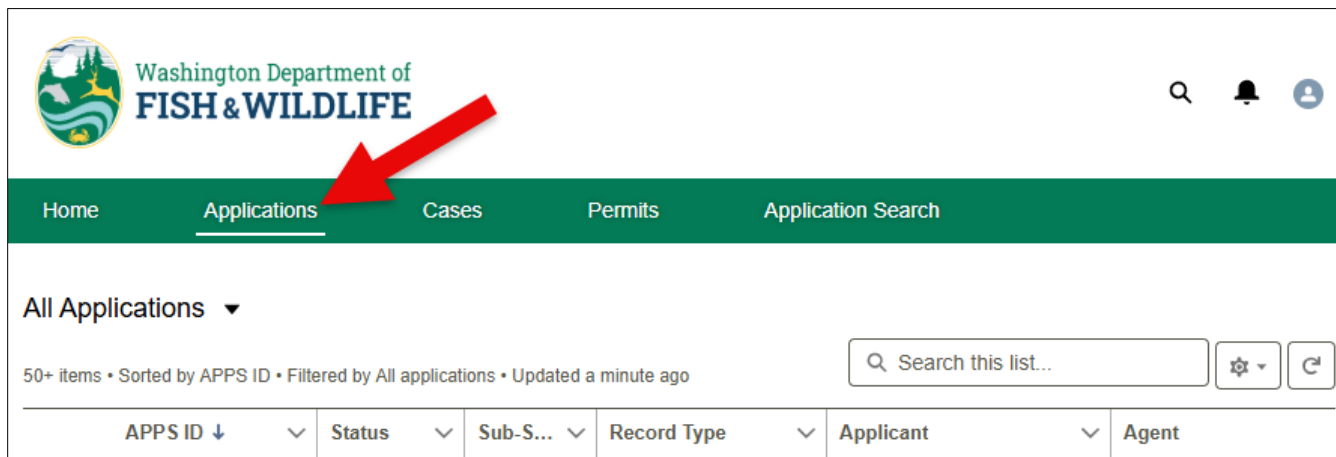 Washington Department of
FISH & WILDLIFE
Home Applications Cases Permits Application Search
All Applications
50+ items • Sorted by APPS ID • Filtered by All applications • Updated a minute ago
Search this list...
APPS ID Status Sub-S... Record Type Applicant Agent